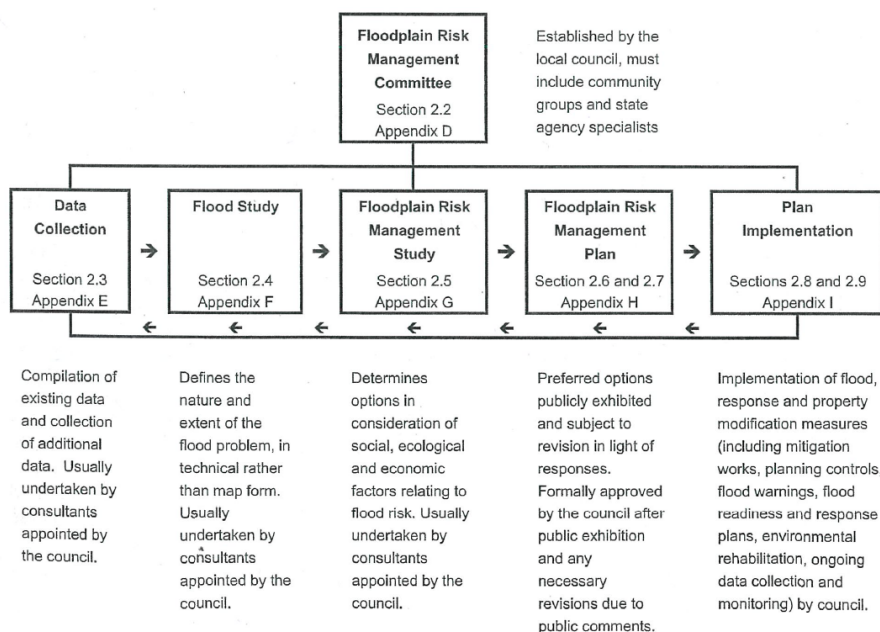 Floodplain Risk
Management
Committee
Section 2.2
Appendix D
Established by the
local council, must
include community
groups and state
agency specialists
Data
Collection
Section 2.3
Appendix E
Flood Study
Section 2.4
Appendix F
Floodplain Risk
Management
Study
Section 2.5
Appendix G
Floodplain Risk
Management
Plan
Section 2.6 and 2.7
Appendix H
Plan
Implementation
Sections 2.8 and 2.9
Appendix I
Compilation of
existing data
and collection
of additional
data. Usually
undertaken by
consultants
appointed by
the council.
Defines the
nature and
extent of the
flood problem, in
technical rather
than map form.
Usually
undertaken by
consultants
appointed by the
council.
Determines
options in
consideration of
social, ecological
and economic
factors relating to
flood risk. Usually
undertaken by
consultants
appointed by the
council.
Preferred options
publicly exhibited
and subject to
revision in light of
responses.
Formally approved
by the council after
public exhibition
and any
necessary
revisions due to
public comments.
Implementation of flood,
response and property
modification measures
(including mitigation
works, planning controls,
flood warnings, flood
readiness and response
plans, environmental
rehabilitation, ongoing
data collection and
monitoring) by council.